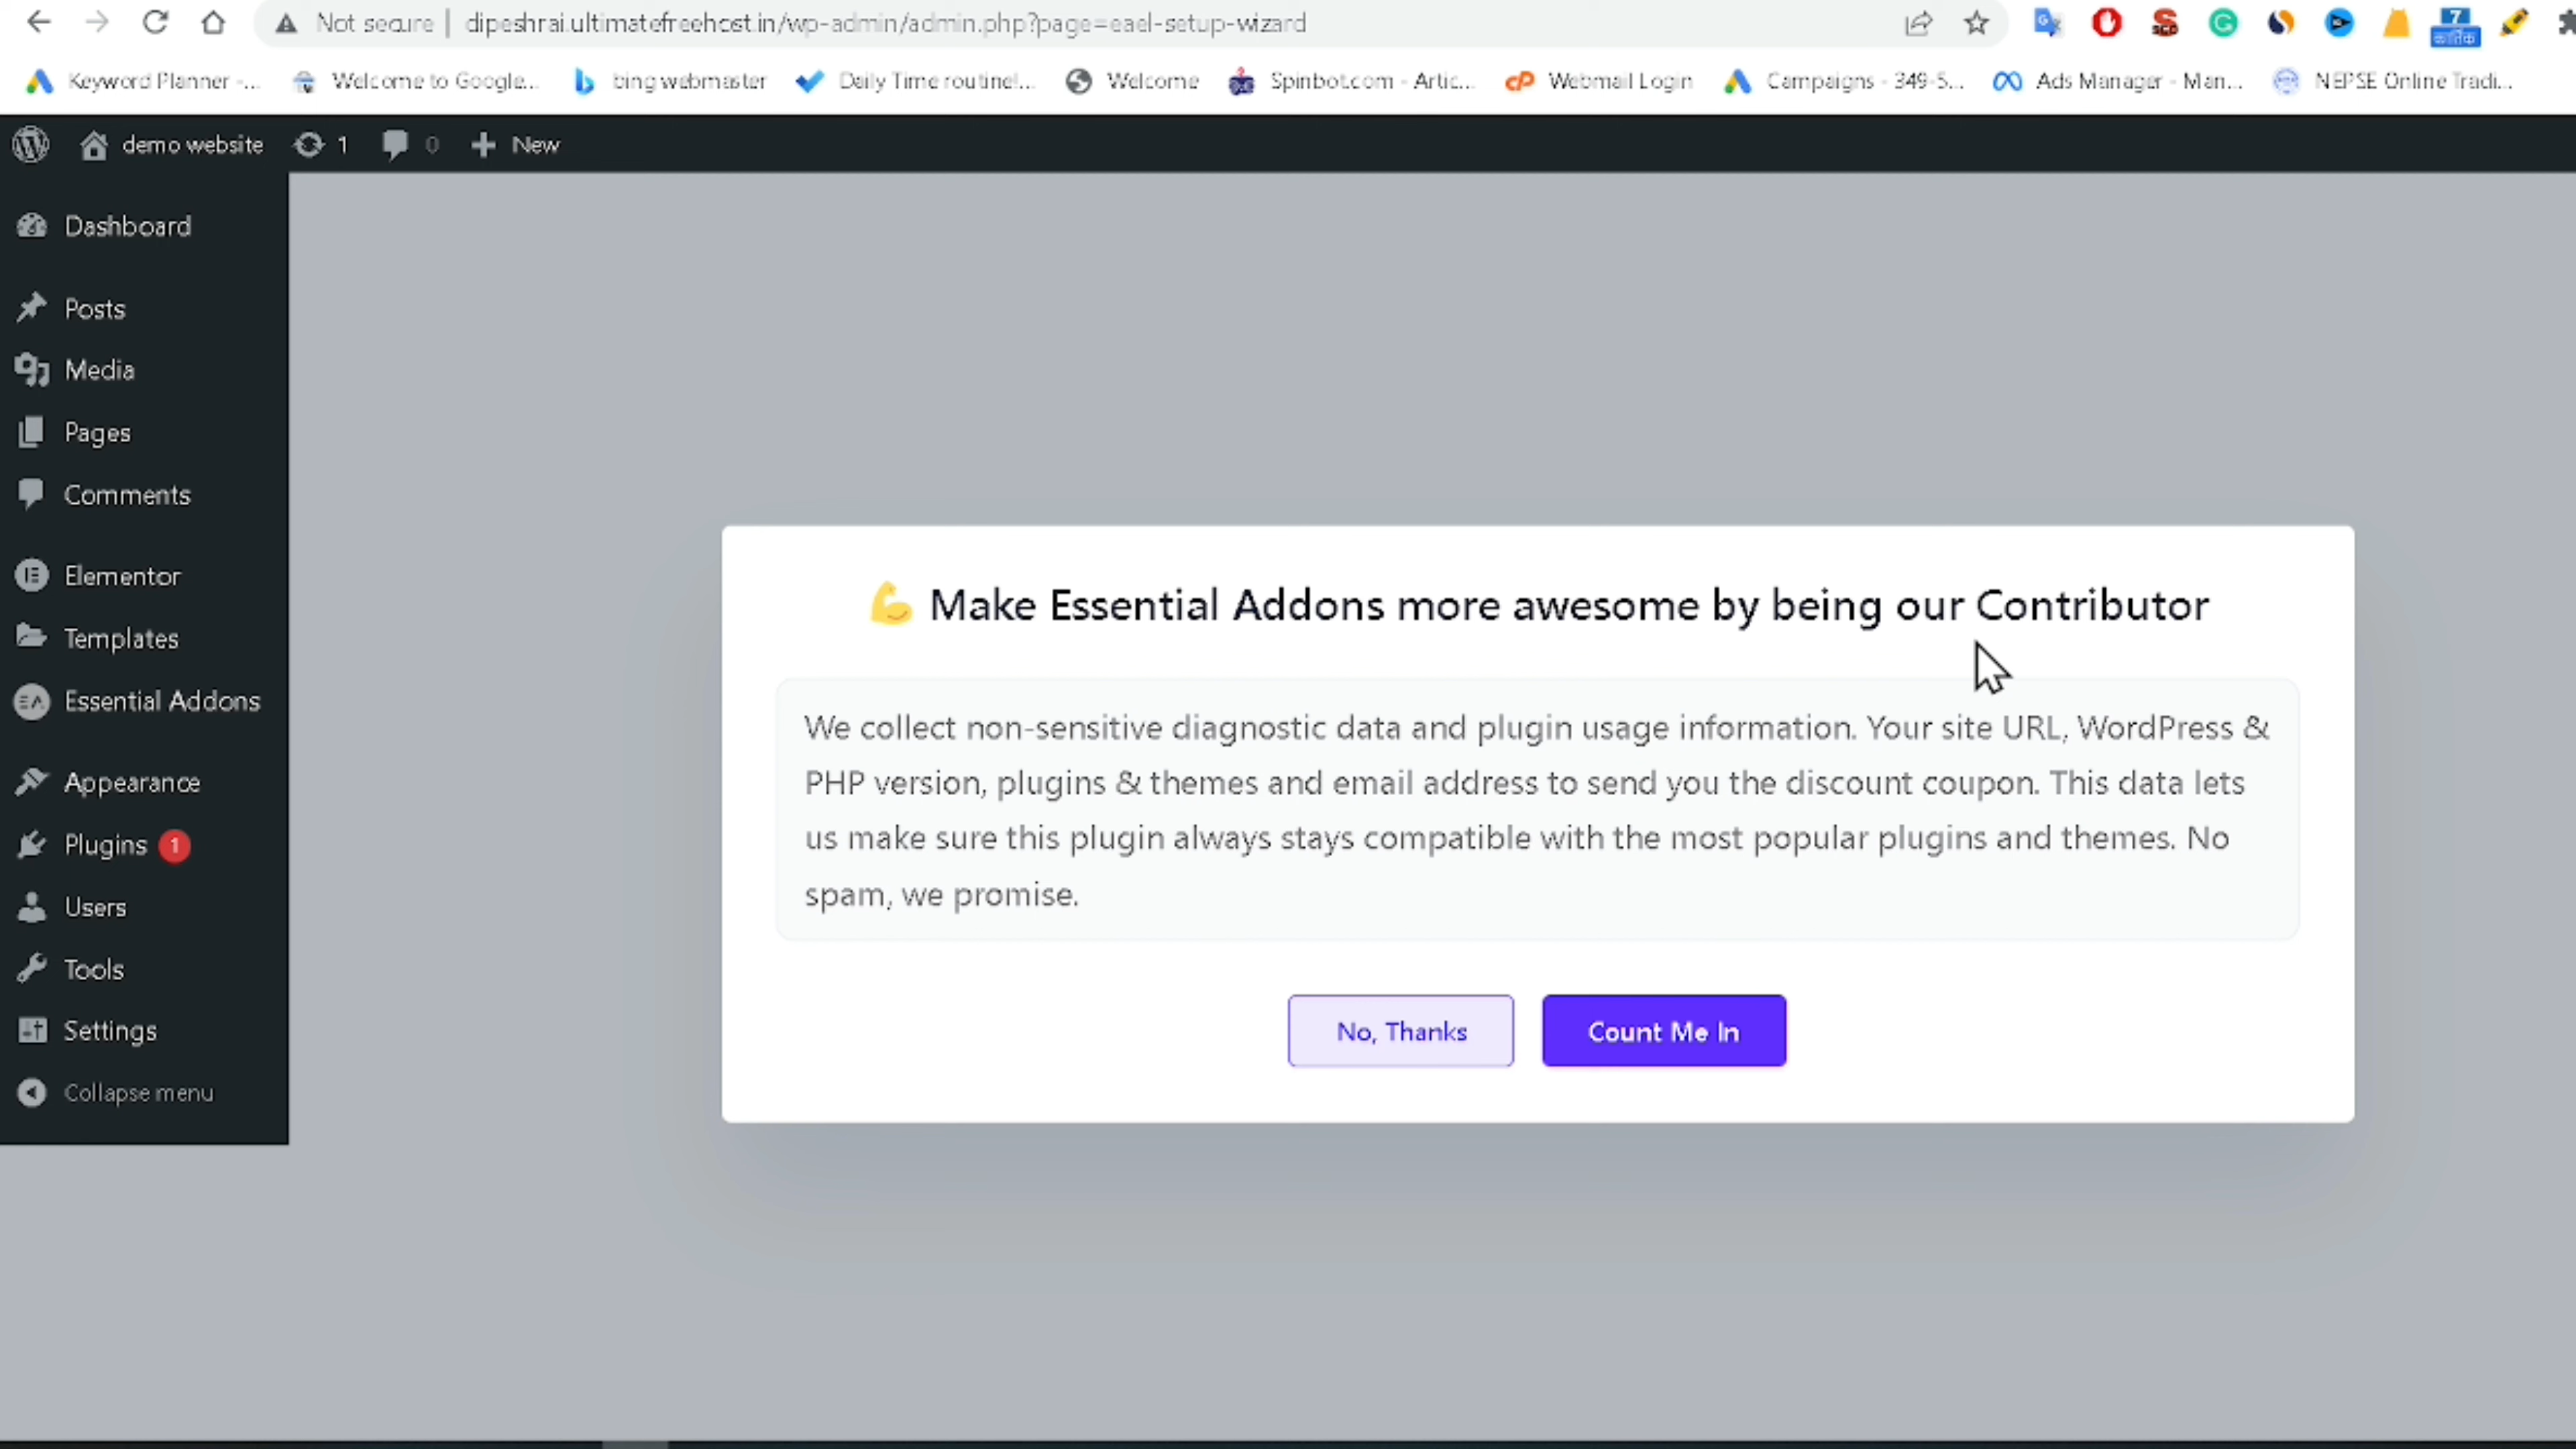 Not secure | dipeshrai.ultimatefreehost.in/wp-admin/admin.php?page=eael-setup-wizard
7
Keyword Planner -... Welcome to Google... bing webmaster Daily Time routinel... Welcome Spinbot.com - Artic... Webmail Login Campaigns - 349-5... Ads Manager - Man... NEPSE Online Tradi...
demo website 1 0 + New
Dashboard
Posts
Media
Pages
Comments
Elementor
Templates
Essential Addons
Appearance
Plugins 1
Users
Tools
Settings
Collapse menu
💪 Make Essential Addons more awesome by being our Contributor
We collect non-sensitive diagnostic data and plugin usage information. Your site URL, WordPress &
PHP version, plugins & themes and email address to send you the discount coupon. This data lets
us make sure this plugin always stays compatible with the most popular plugins and themes. No
spam, we promise.
No, Thanks Count Me In